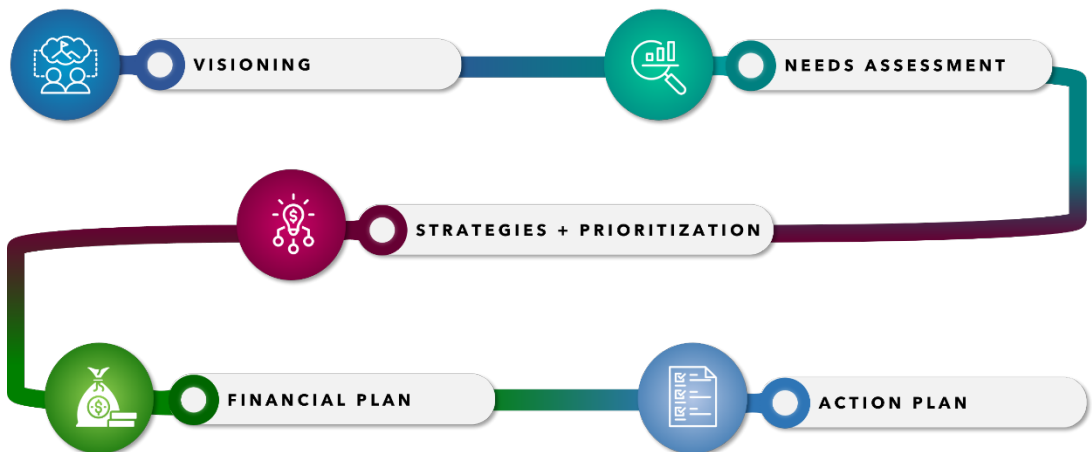 VISIONING
NEEDS ASSESSMENT
STRATEGIES + PRIORITIZATION
FINANCIAL PLAN
ACTION PLAN